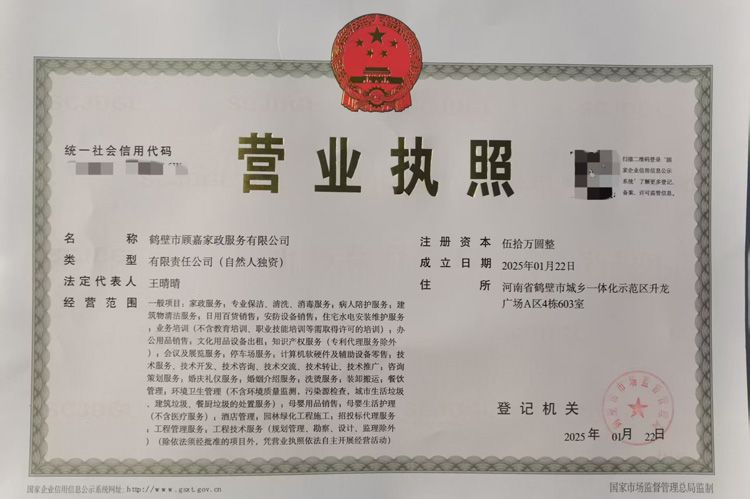 营业执照
统一社会信用代码
扫描二维码登录“国
家企业信用信息公示
系统”了解更多登记、
备案、许可监管信息。
名称 鹤壁市顾嘉家政服务有限公司
类型 有限责任公司（自然人独资）
法定代表人 王晴晴
经营范围 一般项目：家政服务；专业保洁、清洗、消毒服务；病人陪护服务；建
筑物清洁服务；日用百货销售；安防设备销售；住宅水电安装维护服务
；业务培训（不含教育培训、职业技能培训等需取得许可的培训）；办
公用品销售；文化用品设备出租；知识产权服务（专利代理服务除外
）；会议及展览服务；停车场服务；计算机软硬件及辅助设备零售；技
术服务、技术开发、技术咨询、技术交流、技术转让、技术推广；咨询
策划服务；婚庆礼仪服务；婚姻介绍服务；洗烫服务；装卸搬运；餐饮
管理；环境卫生管理（不含环境质量监测，污染源检查，城市生活垃圾
、建筑垃圾、餐厨垃圾的处置服务）；母婴用品销售；母婴生活护理
（不含医疗服务）；酒店管理；园林绿化工程施工；招投标代理服务；
工程管理服务；工程技术服务（规划管理、勘察、设计、监理除外）
（除依法须经批准的项目外，凭营业执照依法自主开展经营活动）
注册资本 伍拾万圆整
成立日期 2025年01月22日
住所 河南省鹤壁市城乡一体化示范区升龙
广场A区4栋603室
登记机关
2025年01月22日
国家企业信用信息公示系统网址：http://www.gsxt.gov.cn
国家市场监督管理总局监制